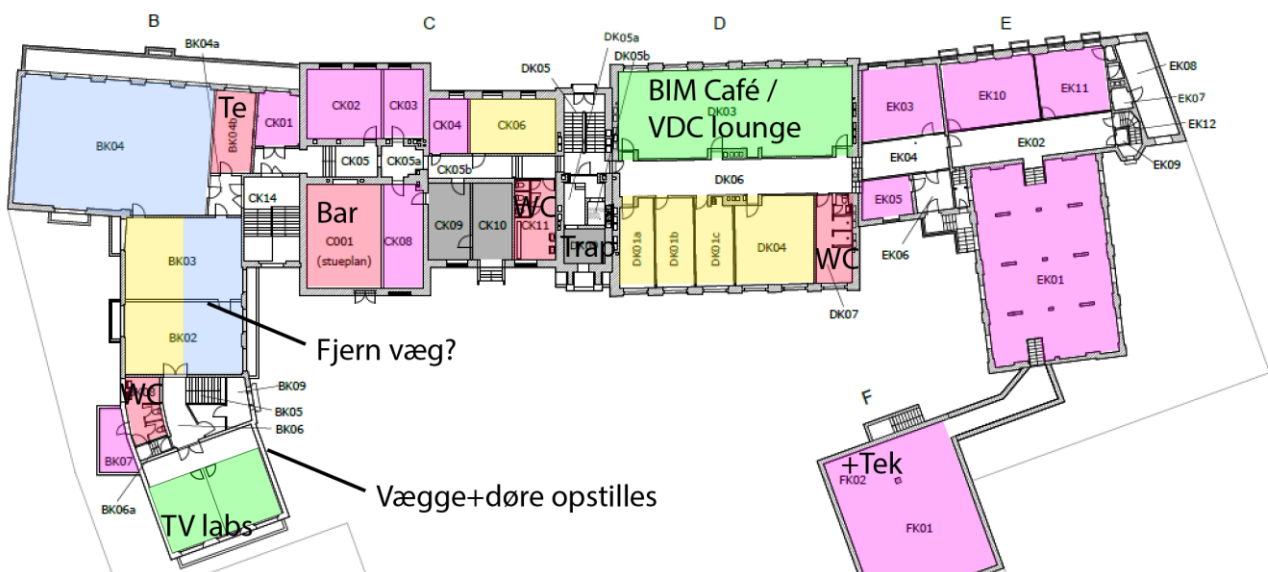 B
C
D
E
BK04a
DK05a
DK05
DK05b
BK04
Te
BK04b
CK01
CK02
CK03
CK04
CK06
BIM Café /
DK03
VDC lounge
EK03
EK10
EK11
EK08
EK07
EK12
EK09
CK05
CK05a
CK05b
DK06
EK04
EK02
CK14
Bar
C001
(stueplan)
CK08
CK09
CK10
WC
CK11
Trap
DK01a
DK01b
DK01c
DK04
WC
DK07
EK05
EK06
EK01
BK03
BK02
Fjern væg?
WC
BK09
BK05
BK06
BK07
BK06a
Vægge+døre opstilles
TV labs
F
+Tek
FK02
FK01